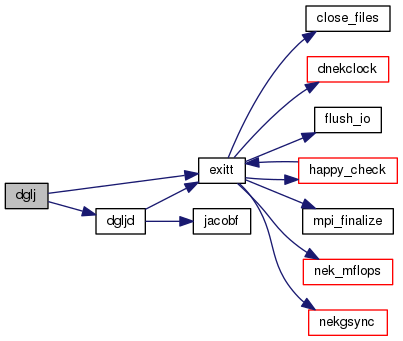 close_files
dnekclock
flush_io
exitt
happy_check
dglj
dgljd
jacobf
mpi_finalize
nek_mflops
nekgsync